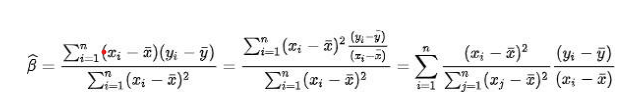 $\widehat{\beta} = \frac{\sum_{i=1}^{n}(x_i - \bar{x})(y_i - \bar{y})}{\sum_{i=1}^{n}(x_i - \bar{x})^2} = \frac{\sum_{i=1}^{n}(x_i - \bar{x})^2 \frac{(y_i - \bar{y})}{(x_i - \bar{x})}}{\sum_{i=1}^{n}(x_i - \bar{x})^2} = \sum_{i=1}^{n} \frac{(x_i - \bar{x})^2}{\sum_{j=1}^{n}(x_j - \bar{x})^2} \frac{(y_i - \bar{y})}{(x_i - \bar{x})}$